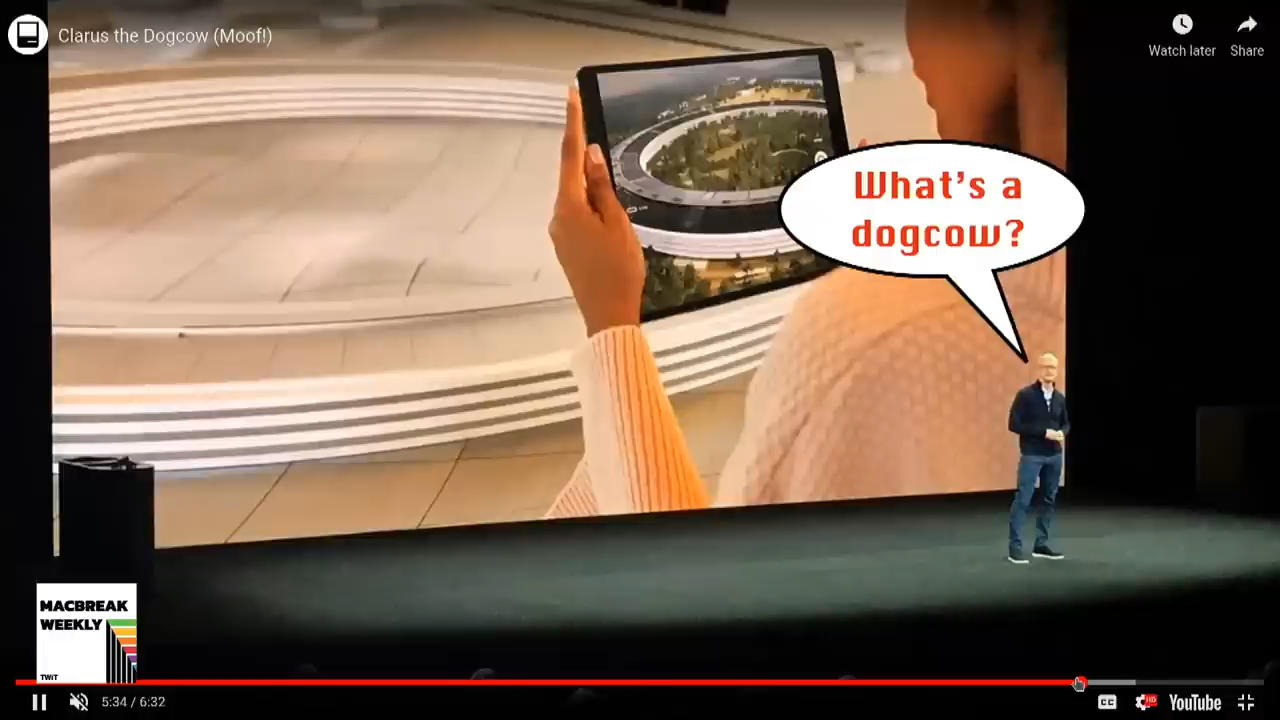 Clarus the Dogcow (Moof!)
Watch later
Share
What's a
dogcow?
MACBREAK
WEEKLY
TWiT
5:34 / 6:32
CC
HD
YouTube